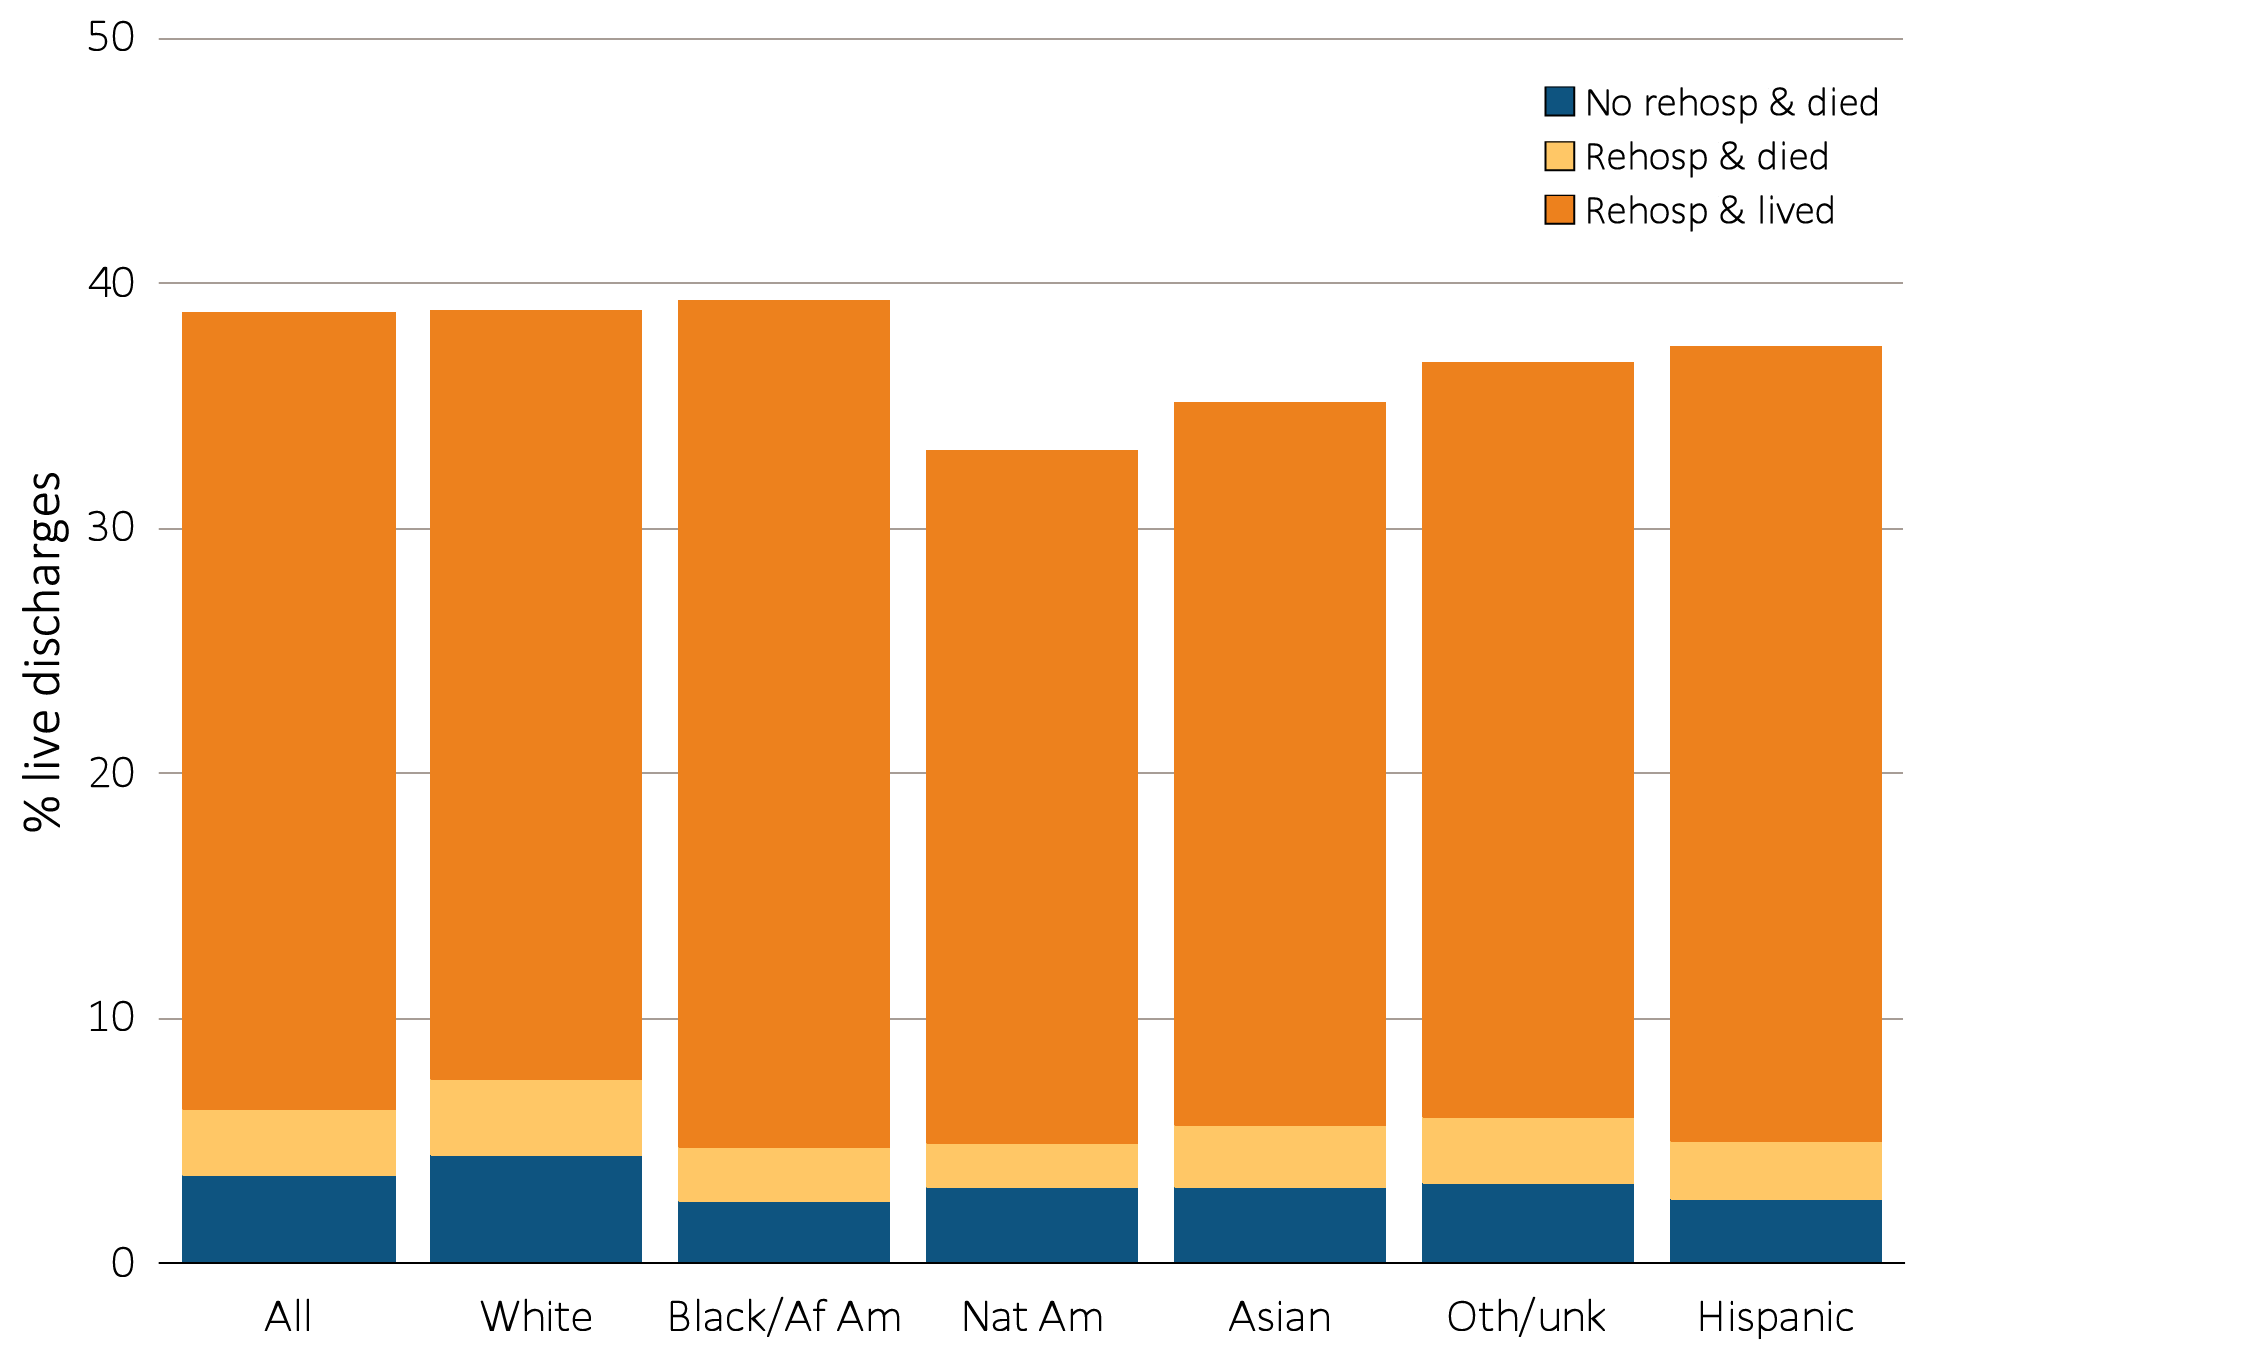 50
No rehosp & died
Rehosp & died
Rehosp & lived
40
30
20
10
0
% live discharges
All
White
Black/Af Am
Nat Am
Asian
Oth/unk
Hispanic